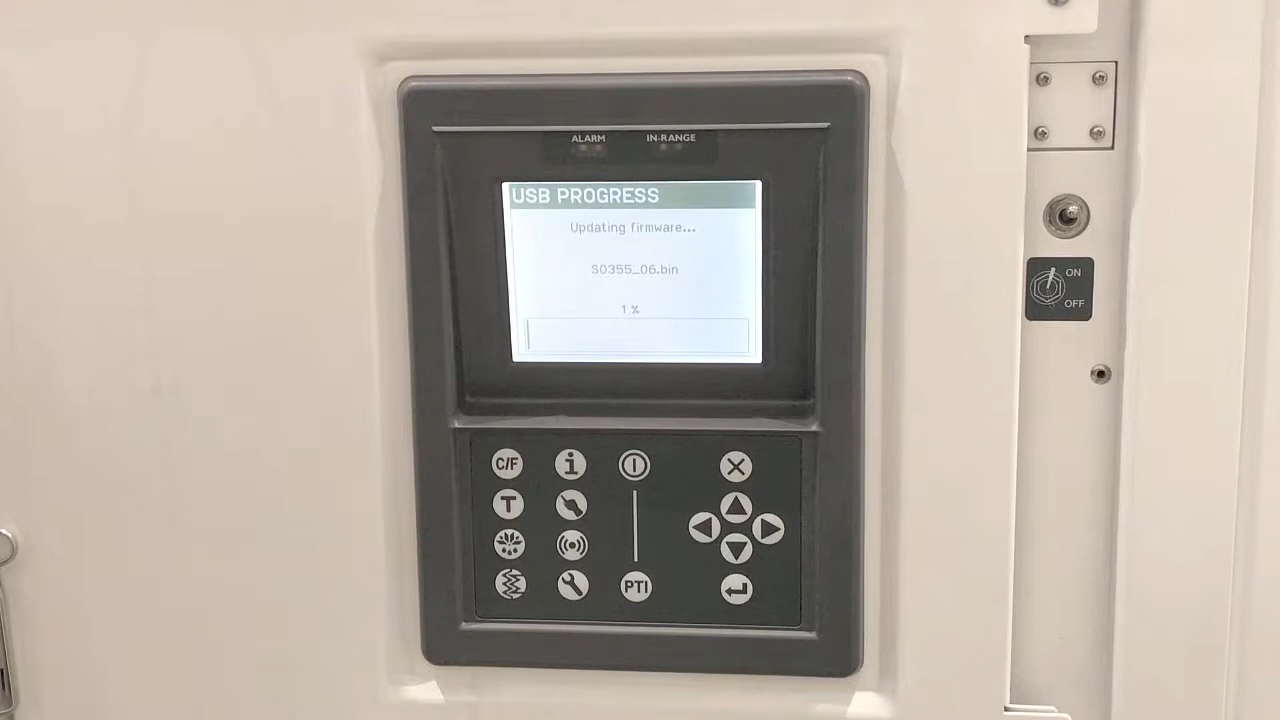 ALARM IN-RANGE
USB PROGRESS
Updating firmware...
S0355_06.bin
1 %
ON
OFF
C/F
T
PTI